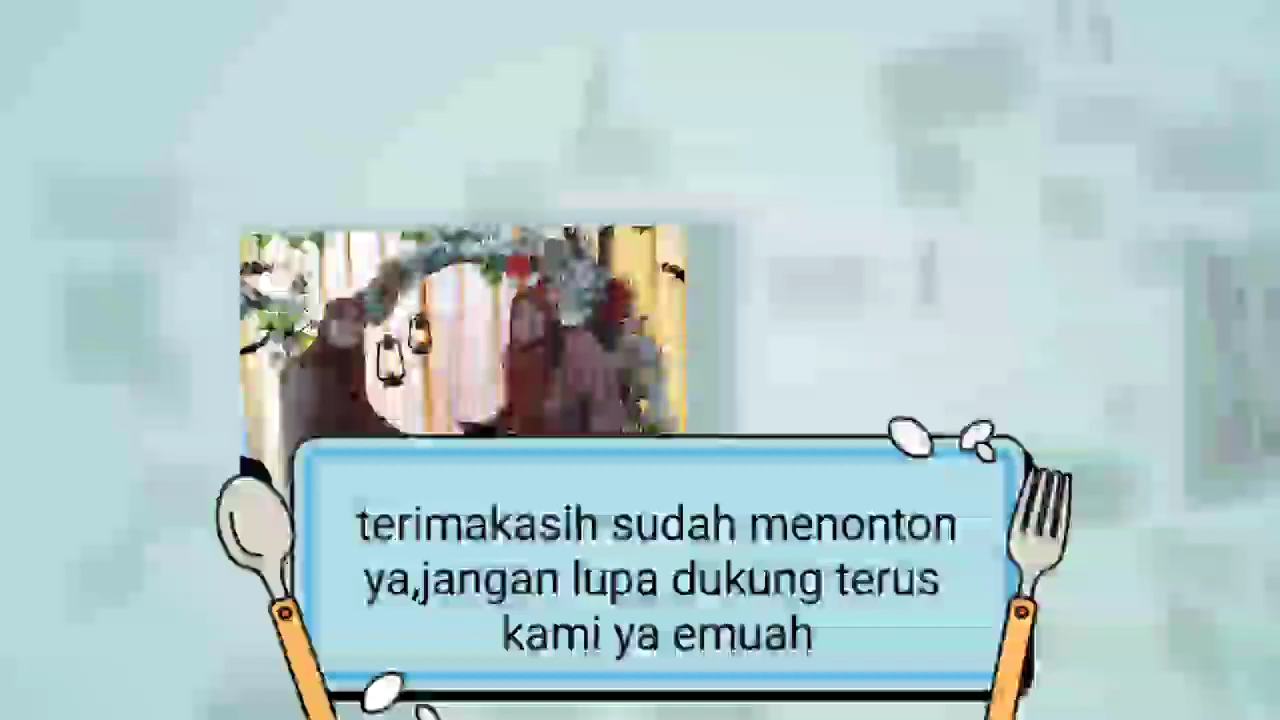 terimakasih sudah menonton
ya,jangan lupa dukung terus
kami ya emuah